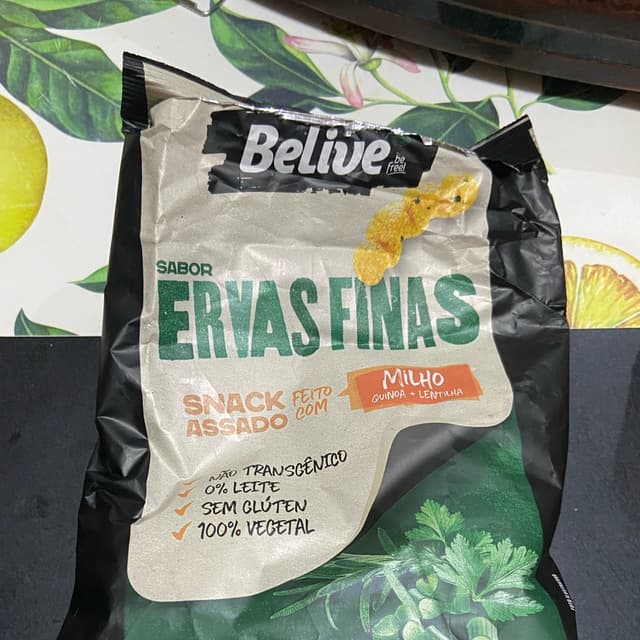 Belive
be
free!
SABOR
ERVAS FINAS
SNACK
ASSADO
FEITO
COM
MILHO
QUINOA + LENTILHA
NÃO TRANSGÊNICO
0% LEITE
SEM GLÚTEN
100% VEGETAL